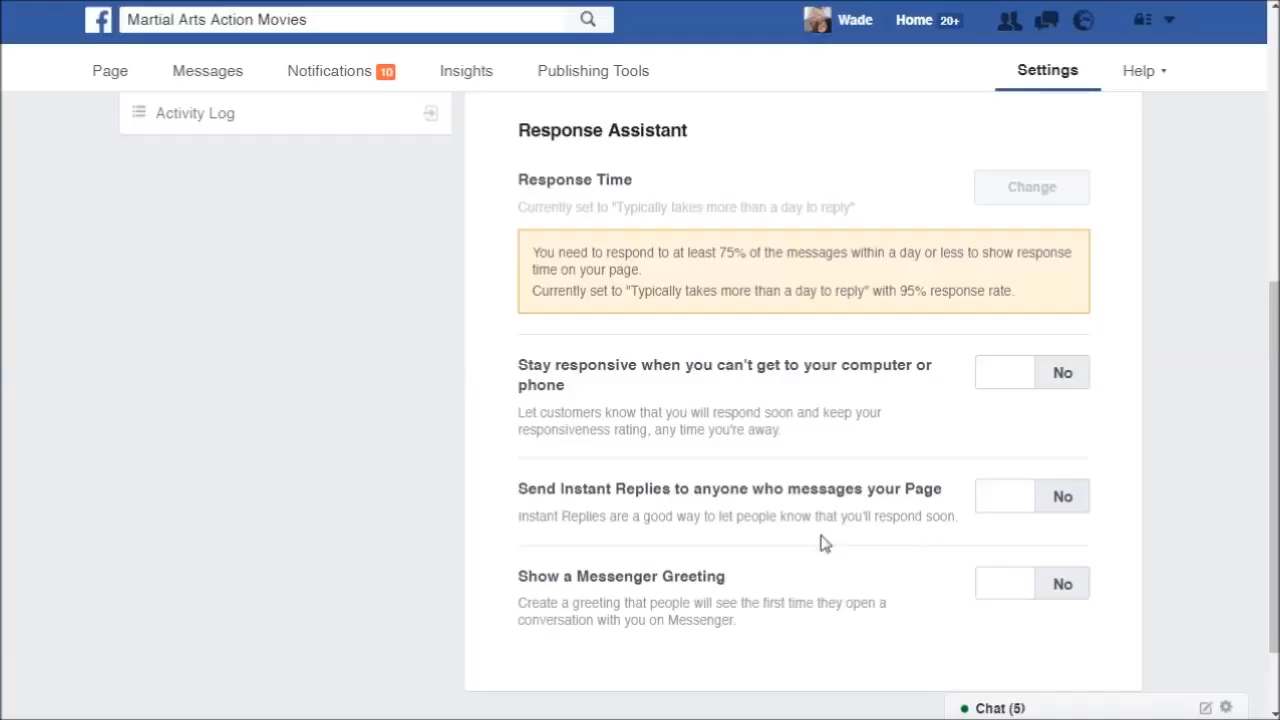 Martial Arts Action Movies
Wade
Home 20+
Page
Messages
Notifications 10
Insights
Publishing Tools
Settings
Help
Activity Log
Response Assistant
Response Time
Change
Currently set to "Typically takes more than a day to reply"
You need to respond to at least 75% of the messages within a day or less to show response
time on your page.
Currently set to "Typically takes more than a day to reply" with 95% response rate.
Stay responsive when you can't get to your computer or
phone
No
Let customers know that you will respond soon and keep your
responsiveness rating, any time you're away.
Send Instant Replies to anyone who messages your Page
No
Instant Replies are a good way to let people know that you'll respond soon.
Show a Messenger Greeting
No
Create a greeting that people will see the first time they open a
conversation with you on Messenger.
Chat (5)